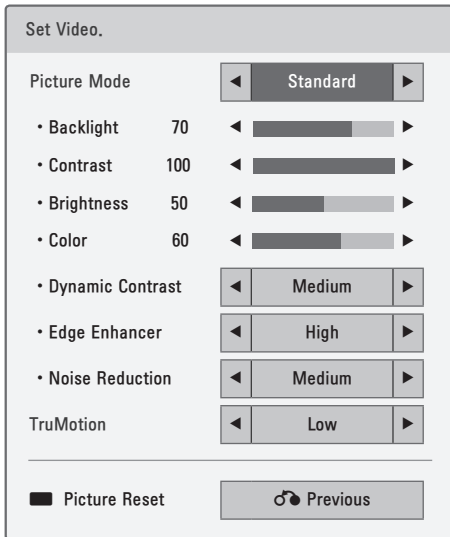 Set Video.
Picture Mode ◀ Standard ▶
• Backlight 70 ◀ ▶
• Contrast 100 ◀ ▶
• Brightness 50 ◀ ▶
• Color 60 ◀ ▶
• Dynamic Contrast ◀ Medium ▶
• Edge Enhancer ◀ High ▶
• Noise Reduction ◀ Medium ▶
TruMotion ◀ Low ▶
Picture Reset Previous